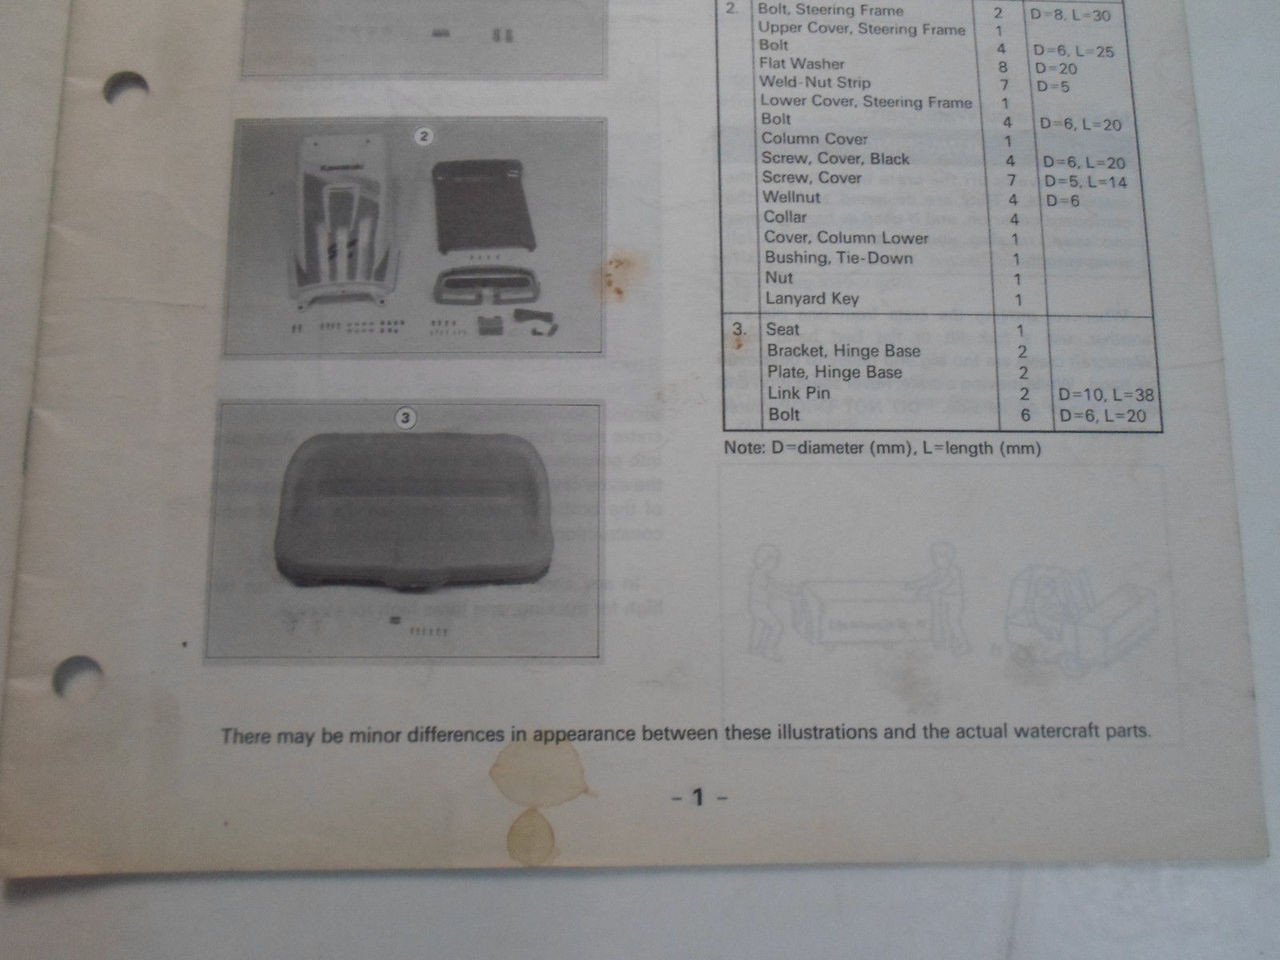 2. Bolt, Steering Frame 2 D=8, L=30
Upper Cover, Steering Frame 1
Bolt 4 D=6, L=25
Flat Washer 8 D=20
Weld-Nut Strip 7 D=5
Lower Cover, Steering Frame 1
Bolt 4 D=6, L=20
Column Cover 1
Screw, Cover, Black 4 D=6, L=20
Screw, Cover 7 D=5, L=14
Wellnut 4 D=6
Collar 4
Cover, Column Lower 1
Bushing, Tie-Down 1
Nut 1
Lanyard Key 1
3. Seat 1
Bracket, Hinge Base 2
Plate, Hinge Base 2
Link Pin 2 D=10, L=38
Bolt 6 D=6, L=20
Note: D=diameter (mm), L=length (mm)
2
Kawasaki
3
There may be minor differences in appearance between these illustrations and the actual watercraft parts.
- 1 -